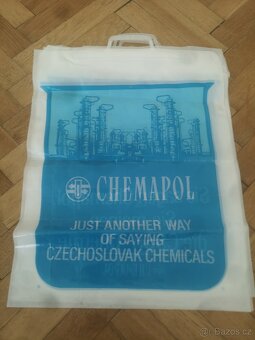 CHEMAPOL
JUST ANOTHER WAY
OF SAYING
CZECHOSLOVAK CHEMICALS
Bazos.cz